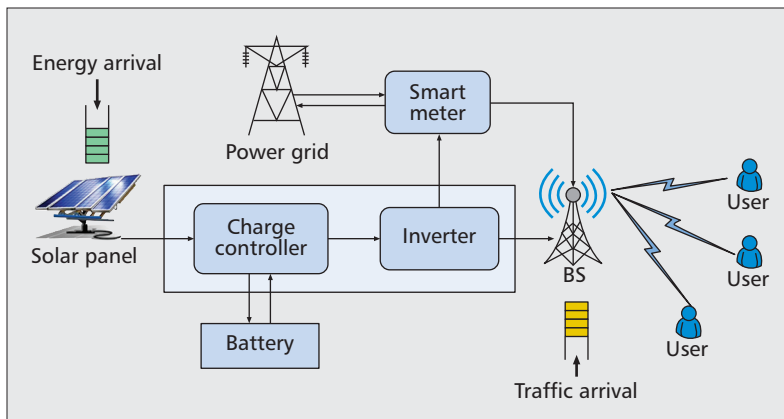 Energy arrival
Power grid
Smart
meter
Solar panel
Charge
controller
Inverter
Battery
BS
User
User
User
Traffic arrival